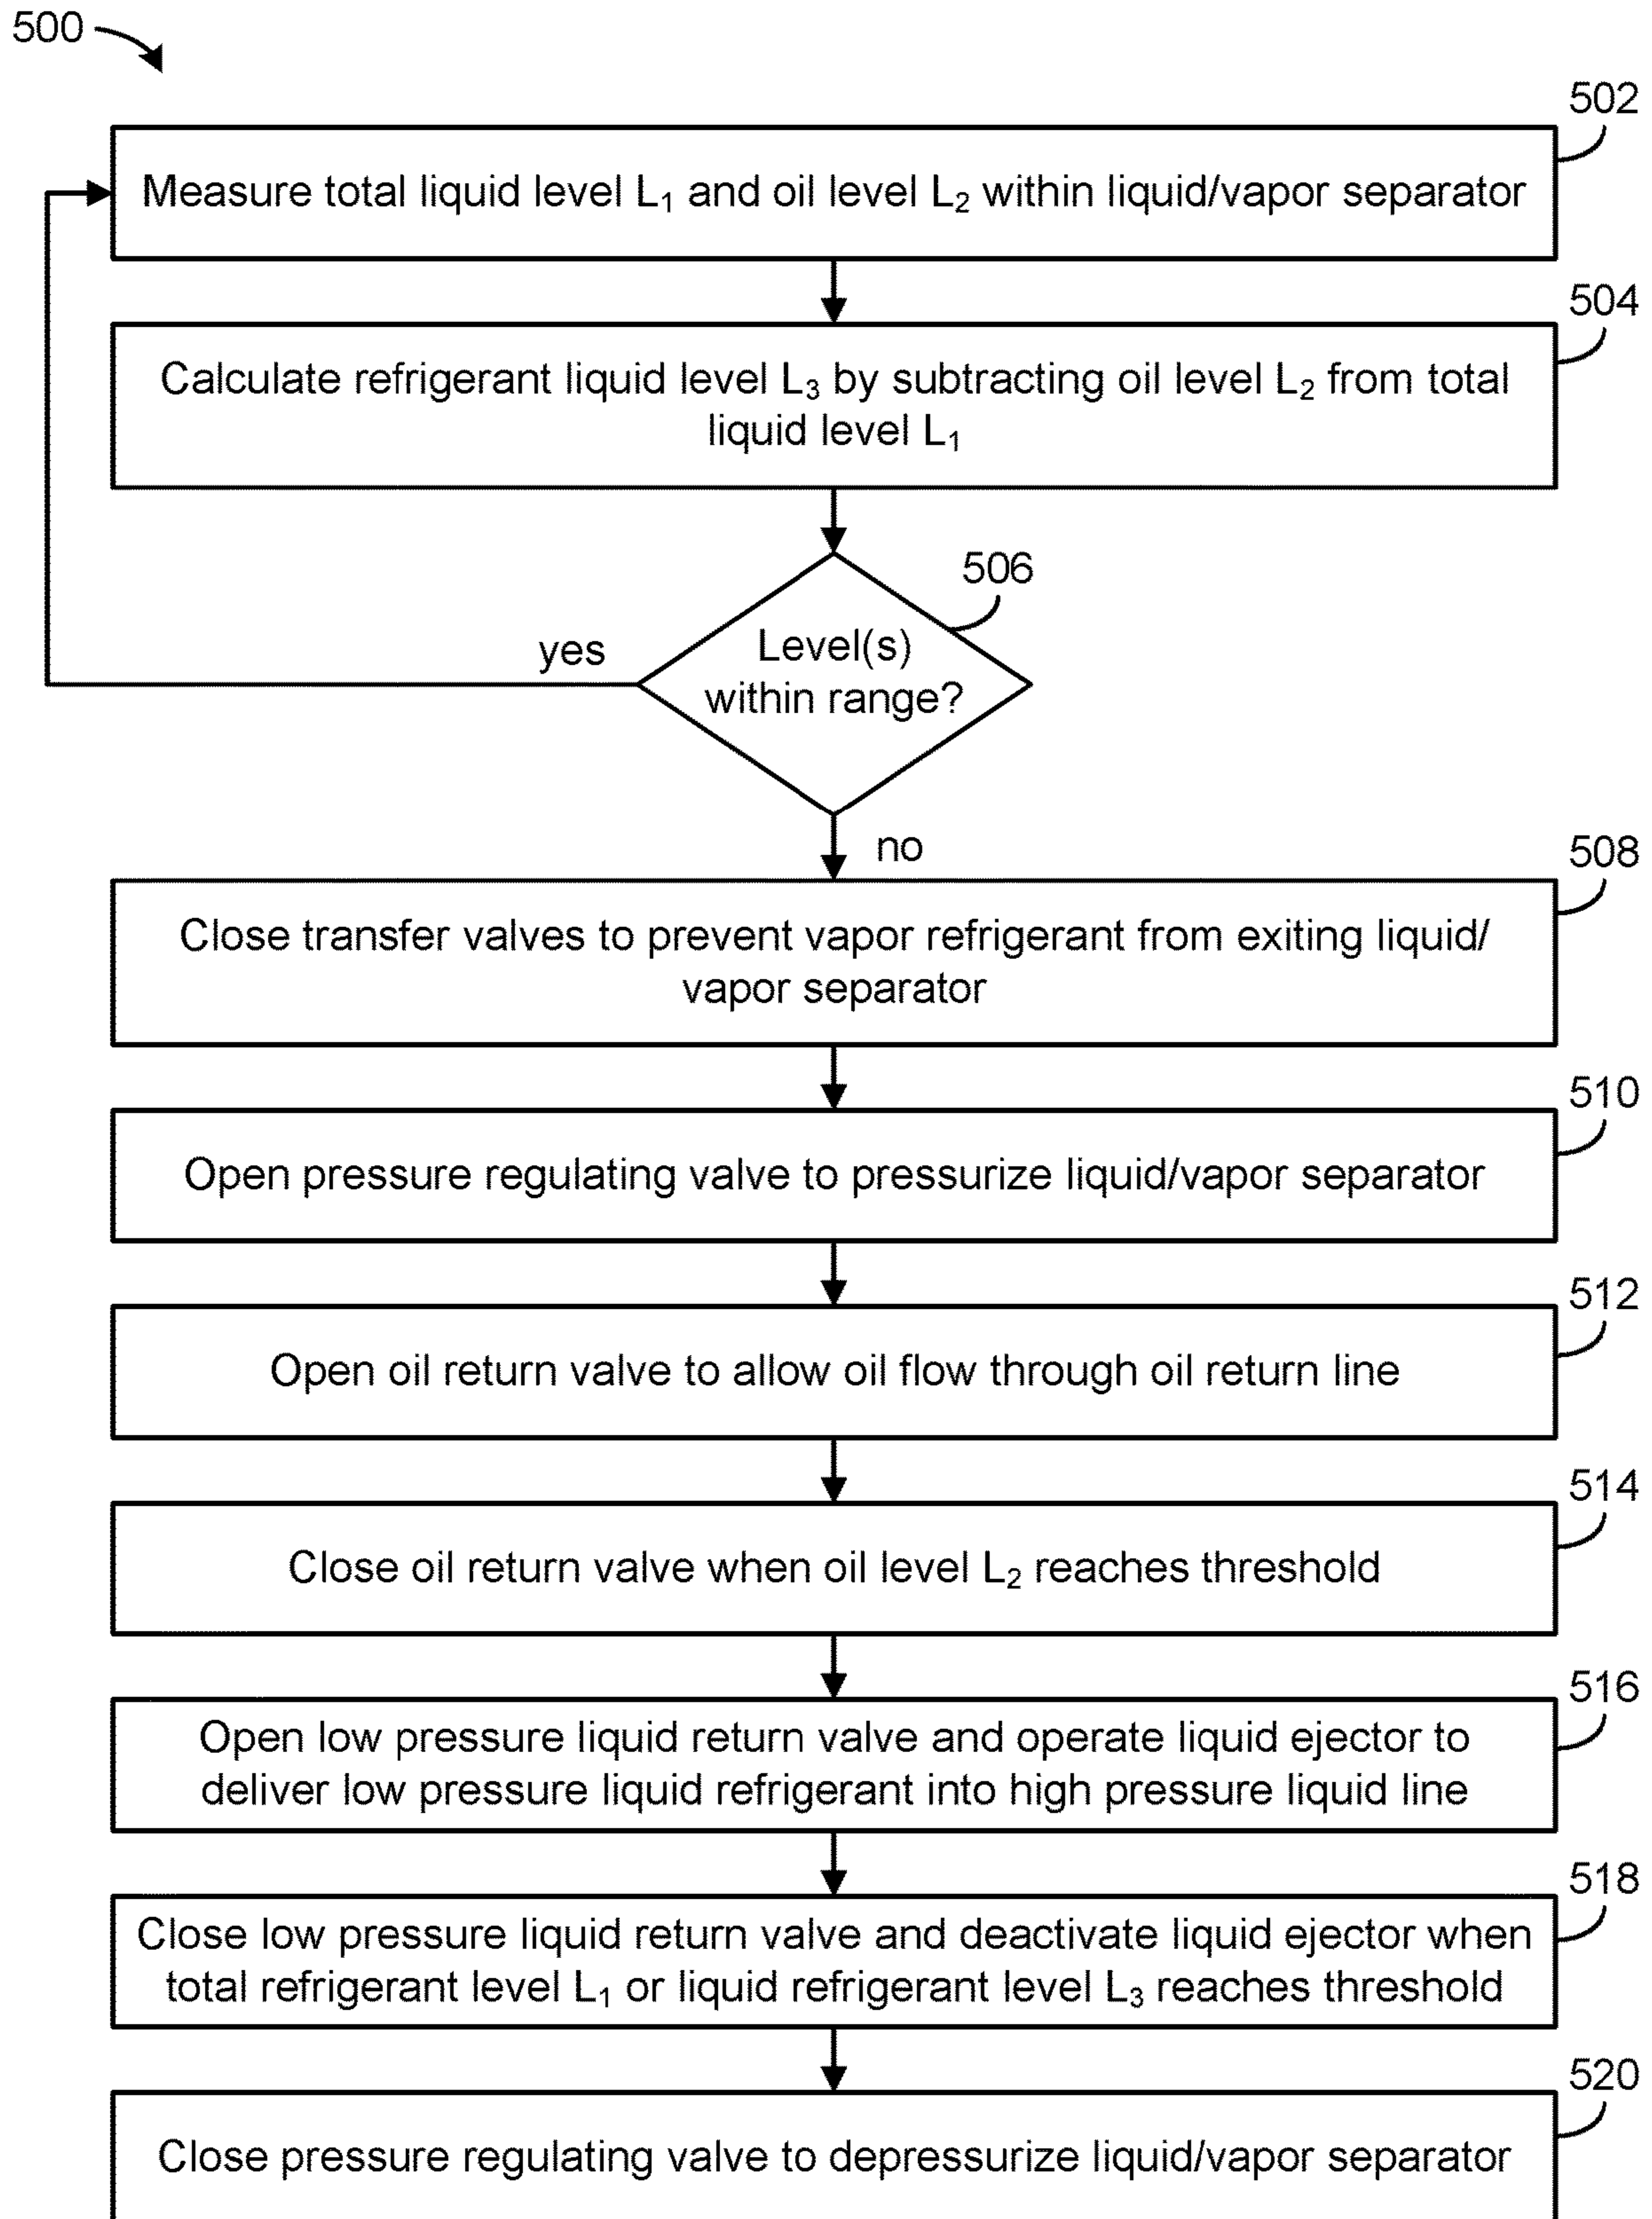 500
502
Measure total liquid level L₁ and oil level L₂ within liquid/vapor separator
504
Calculate refrigerant liquid level L₃ by subtracting oil level L₂ from total
liquid level L₁
506
yes
Level(s)
within range?
no
508
Close transfer valves to prevent vapor refrigerant from exiting liquid/
vapor separator
510
Open pressure regulating valve to pressurize liquid/vapor separator
512
Open oil return valve to allow oil flow through oil return line
514
Close oil return valve when oil level L₂ reaches threshold
516
Open low pressure liquid return valve and operate liquid ejector to
deliver low pressure liquid refrigerant into high pressure liquid line
518
Close low pressure liquid return valve and deactivate liquid ejector when
total refrigerant level L₁ or liquid refrigerant level L₃ reaches threshold
520
Close pressure regulating valve to depressurize liquid/vapor separator